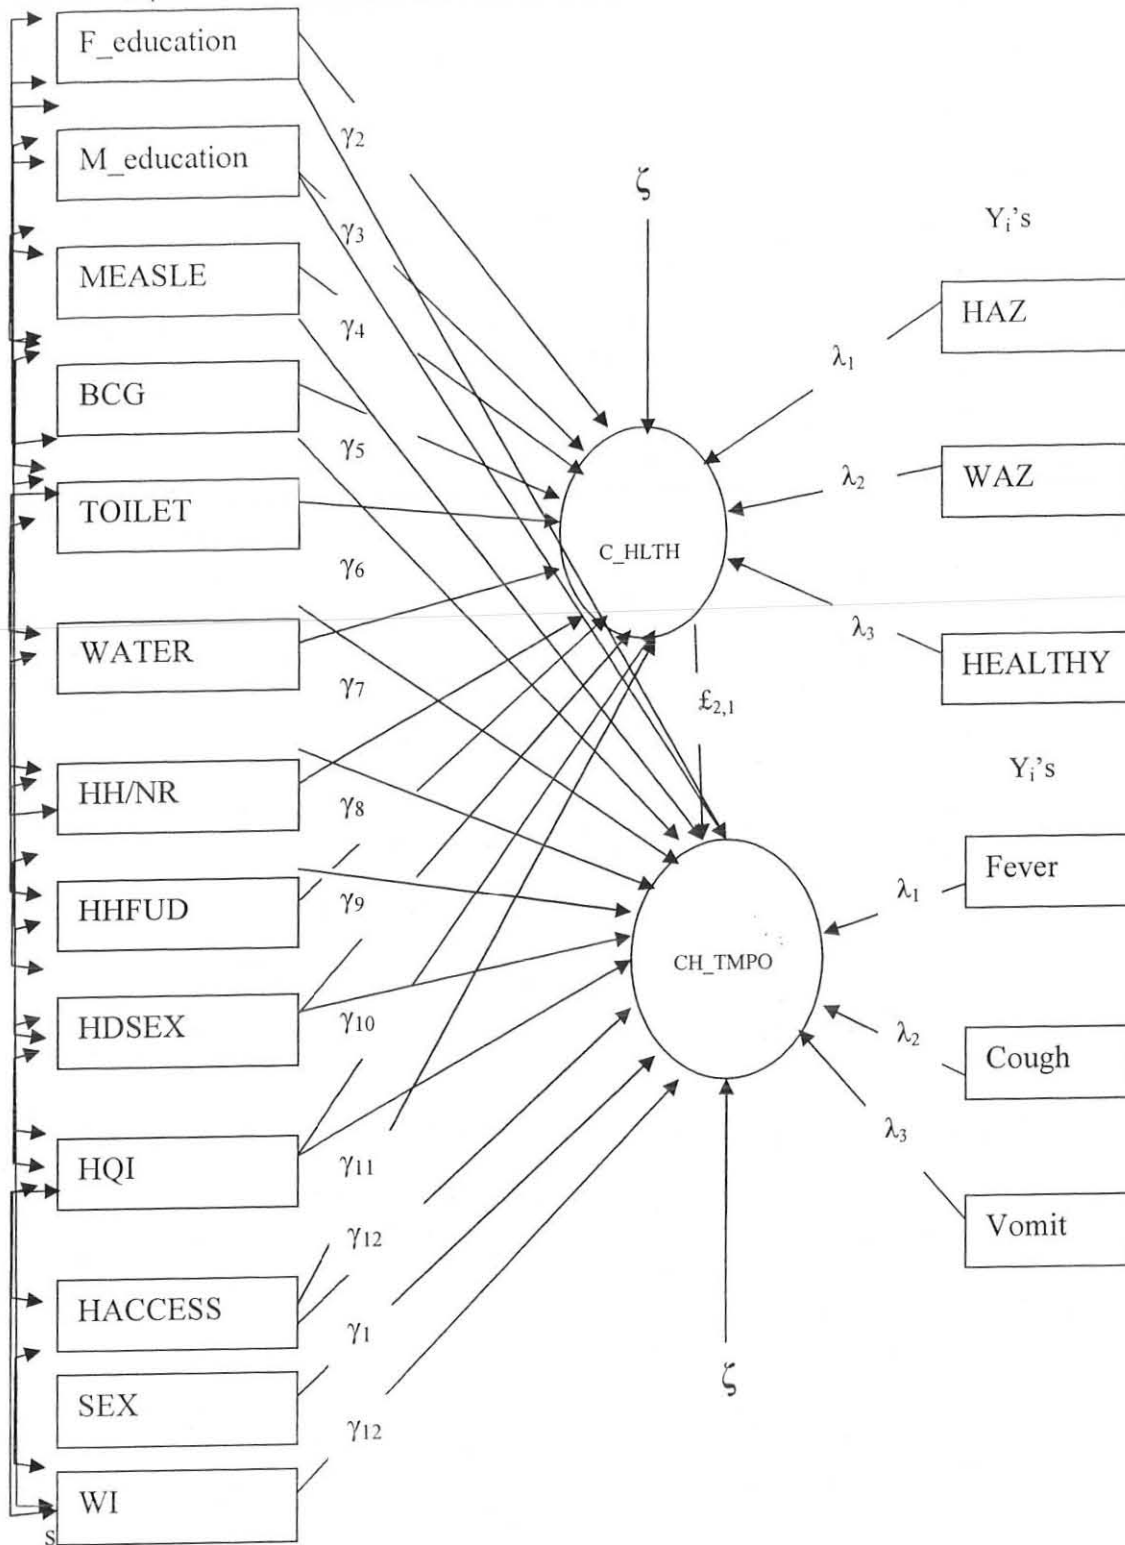 F_education
γ2
M_education
ζ
γ3
Yi's
MEASLE
HAZ
γ4
λ1
BCG
γ5
λ2
WAZ
TOILET
C_HLTH
γ6
λ3
WATER
HEALTHY
γ7
£2,1
Yi's
HH/NR
γ8
Fever
λ1
HHFUD
γ9
CH_TMPO
HDSEX
γ10
λ2
Cough
λ3
HQI
γ11
Vomit
γ12
HACCESS
γ1
ζ
SEX
γ12
WI
s